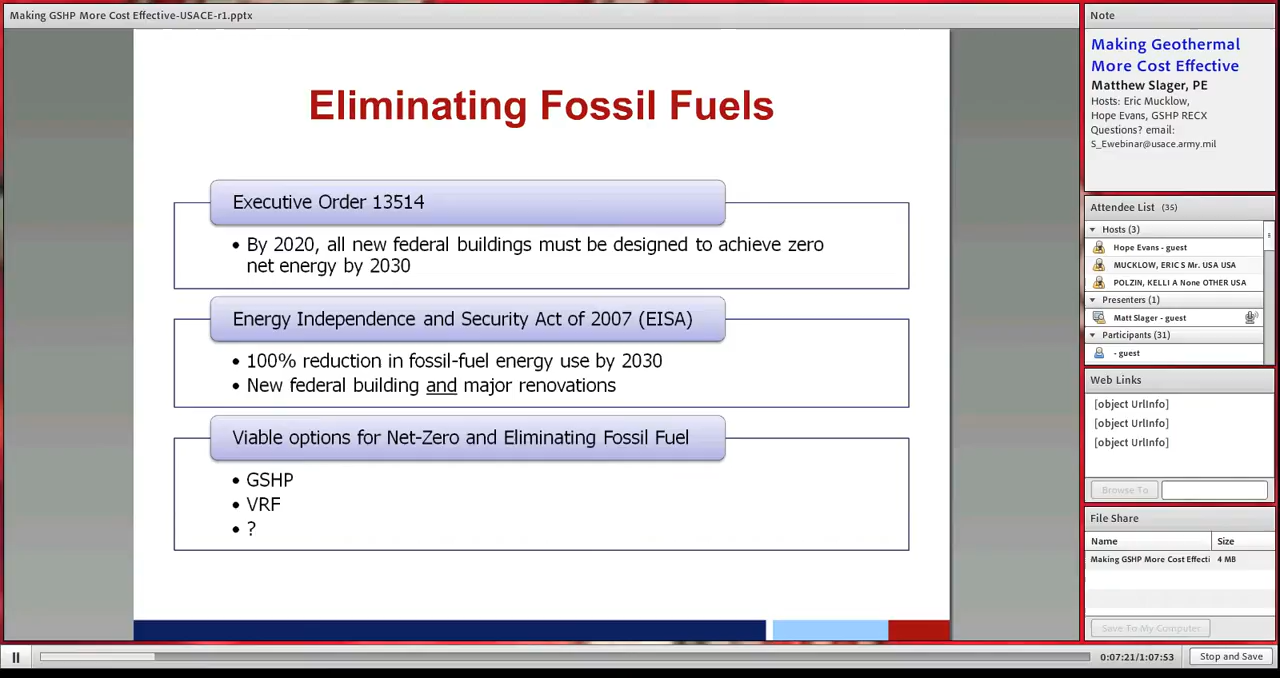 Making GSHP More Cost Effective-USACE-r1.pptx
Eliminating Fossil Fuels
Executive Order 13514
• By 2020, all new federal buildings must be designed to achieve zero
net energy by 2030
Energy Independence and Security Act of 2007 (EISA)
• 100% reduction in fossil-fuel energy use by 2030
• New federal building and major renovations
Viable options for Net-Zero and Eliminating Fossil Fuel
• GSHP
• VRF
• ?
Note
Making Geothermal
More Cost Effective
Matthew Slager, PE
Hosts: Eric Mucklow,
Hope Evans, GSHP RECX
Questions? email:
S_Ewebinar@usace.army.mil
Attendee List (35)
Hosts (3)
Hope Evans - guest
MUCKLOW, ERIC S Mr. USA USA
POLZIN, KELLI A None OTHER USA
Presenters (1)
Matt Slager - guest
Participants (31)
- guest
Web Links
[object UrlInfo]
[object UrlInfo]
[object UrlInfo]
Browse To
File Share
Name Size
Making GSHP More Cost Effecti 4 MB
Save To My Computer
0:07:21/1:07:53 Stop and Save